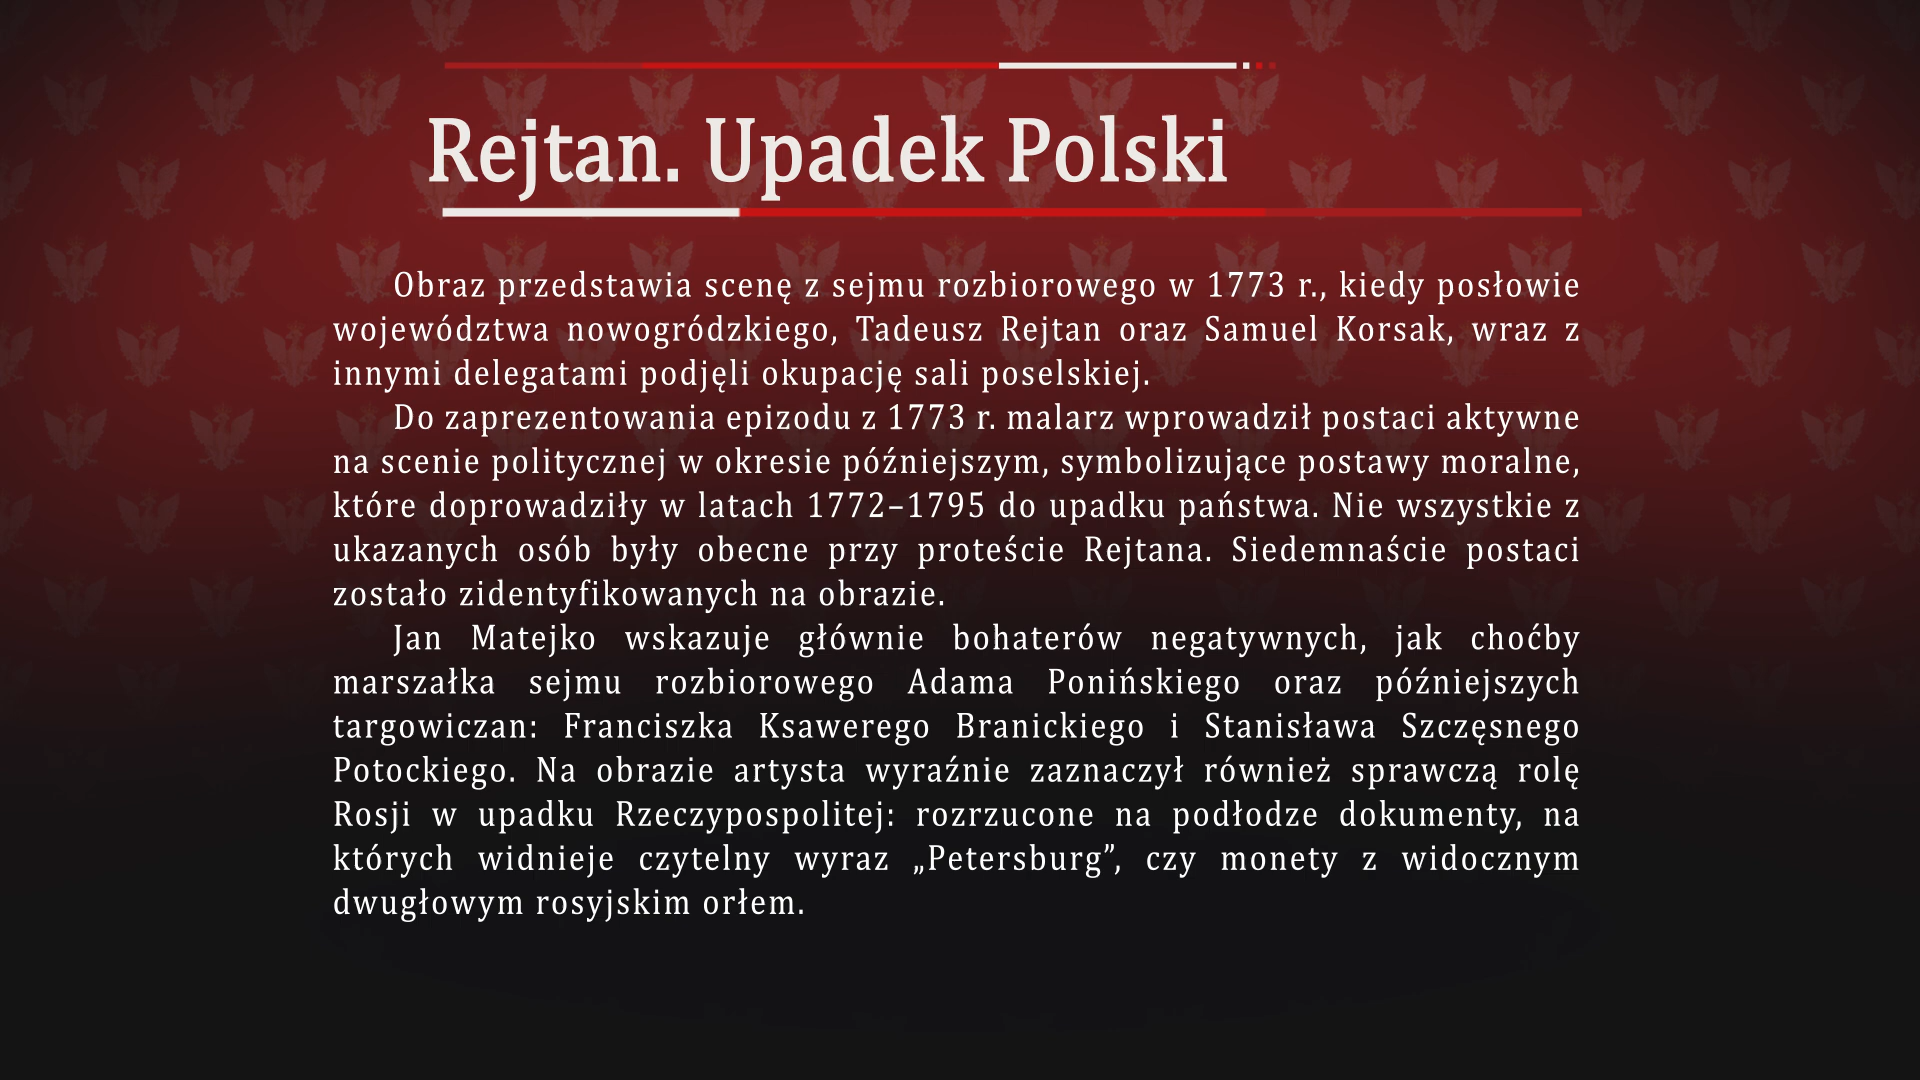 Rejtan. Upadek Polski
Obraz przedstawia scenę z sejmu rozbiorowego w 1773 r., kiedy posłowie
województwa nowogródzkiego, Tadeusz Rejtan oraz Samuel Korsak, wraz z
innymi delegatami podjęli okupację sali poselskiej.
Do zaprezentowania epizodu z 1773 r. malarz wprowadził postaci aktywne
na scenie politycznej w okresie późniejszym, symbolizujące postawy moralne,
które doprowadziły w latach 1772–1795 do upadku państwa. Nie wszystkie z
ukazanych osób były obecne przy proteście Rejtana. Siedemnaście postaci
zostało zidentyfikowanych na obrazie.
Jan Matejko wskazuje głównie bohaterów negatywnych, jak choćby
marszałka sejmu rozbiorowego Adama Ponińskiego oraz późniejszych
targowiczan: Franciszka Ksawerego Branickiego i Stanisława Szczęsnego
Potockiego. Na obrazie artysta wyraźnie zaznaczył również sprawczą rolę
Rosji w upadku Rzeczypospolitej: rozrzucone na podłodze dokumenty, na
których widnieje czytelny wyraz „Petersburg”, czy monety z widocznym
dwugłowym rosyjskim orłem.